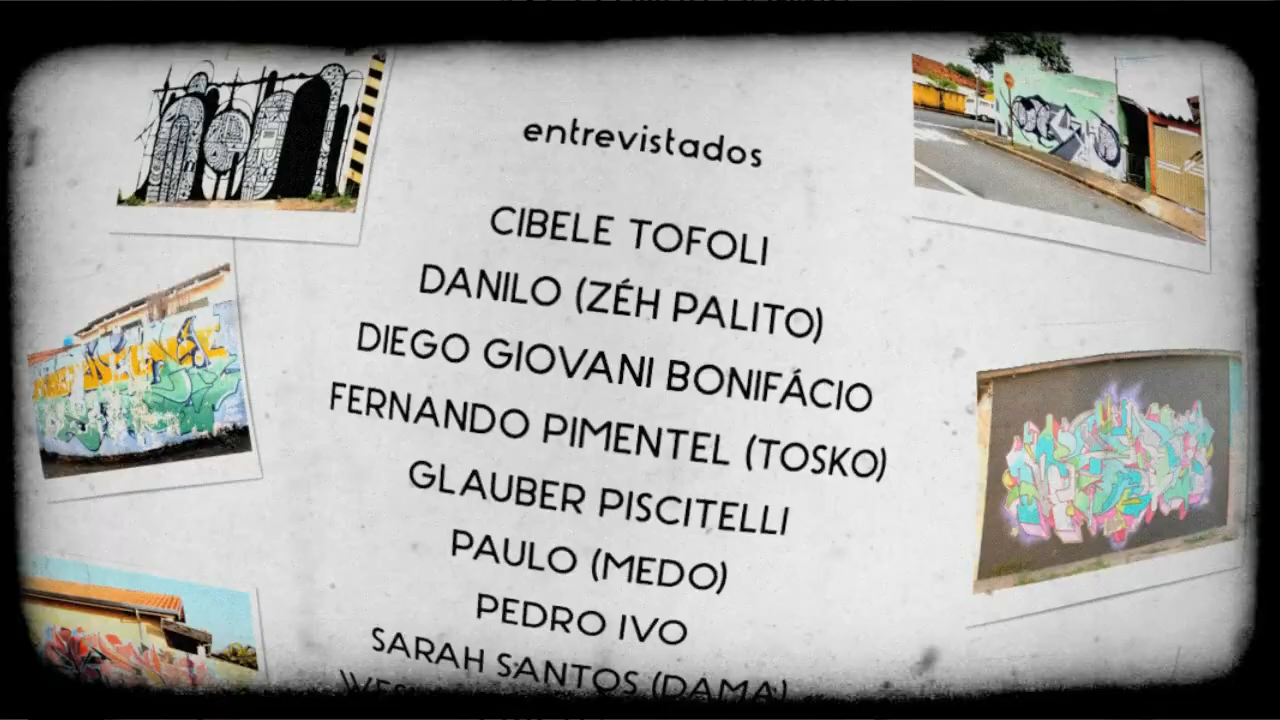 entrevistados
CIBELE TOFOLI
DANILO (ZÉH PALITO)
DIEGO GIOVANI BONIFÁCIO
FERNANDO PIMENTEL (TOSKO)
GLAUBER PISCITELLI
PAULO (MEDO)
PEDRO IVO
SARAH SANTOS (DAMA)